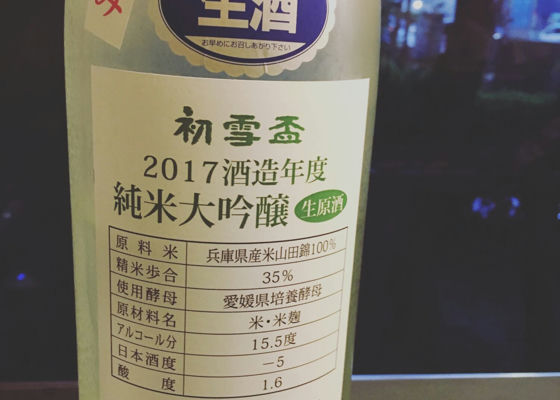 生酒
お早めにお召しあがり下さい
初雪盃
2017酒造年度
純米大吟醸 生原酒
原料米 兵庫県産米山田錦100%
精米歩合 35%
使用酵母 愛媛県培養酵母
原材料名 米・米麹
アルコール分 15.5度
日本酒度 −5
酸度 1.6